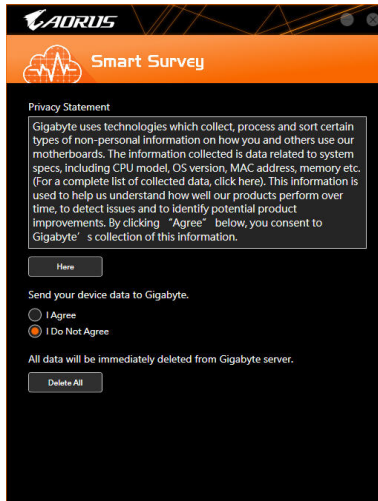 AORUS
Smart Survey
Privacy Statement
Gigabyte uses technologies which collect, process and sort certain
types of non-personal information on how you and others use our
motherboards. The information collected is data related to system
specs, including CPU model, OS version, MAC address, memory etc.
(For a complete list of collected data, click here). This information is
used to help us understand how well our products perform over
time, to detect issues and to identify potential product
improvements. By clicking “Agree” below, you consent to
Gigabyte’ s collection of this information.
Here
Send your device data to Gigabyte.
I Agree
I Do Not Agree
All data will be immediately deleted from Gigabyte server.
Delete All